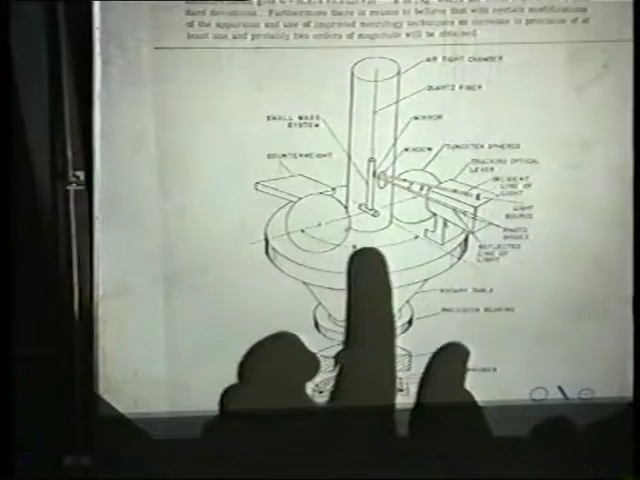 third deviations. Furthermore there is reason to believe that with certain modifications
of the apparatus and use of improved metrology techniques an increase in precision of at
least one and probably two orders of magnitude will be obtained.
AIR TIGHT CHAMBER
QUARTZ FIBER
SMALL MASS
SYSTEM
MIRROR
WINDOW
TUNGSTEN SPHERES
COUNTERWEIGHT
TRACKING OPTICAL
LEVER
INCIDENT
LINE OF
LIGHT
LIGHT
SOURCE
PHOTO
DIODES
REFLECTED
LINE OF
LIGHT
ROTARY TABLE
PRECISION BEARING